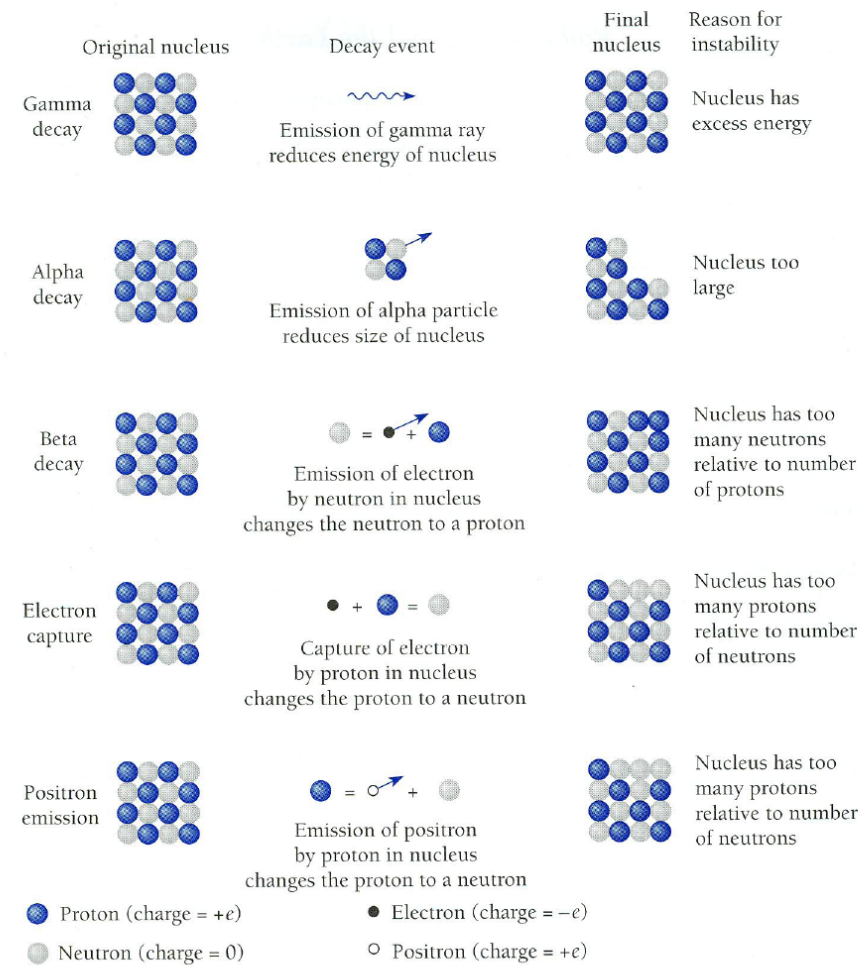 Original nucleus
Decay event
Final
nucleus
Reason for
instability
Gamma
decay
Emission of gamma ray
reduces energy of nucleus
Nucleus has
excess energy
Alpha
decay
Emission of alpha particle
reduces size of nucleus
Nucleus too
large
Beta
decay
= +
Emission of electron
by neutron in nucleus
changes the neutron to a proton
Nucleus has too
many neutrons
relative to number
of protons
Electron
capture
+ =
Capture of electron
by proton in nucleus
changes the proton to a neutron
Nucleus has too
many protons
relative to number
of neutrons
Positron
emission
= +
Emission of positron
by proton in nucleus
changes the proton to a neutron
Nucleus has too
many protons
relative to number
of neutrons
Proton (charge = +e)
Electron (charge = −e)
Neutron (charge = 0)
Positron (charge = +e)